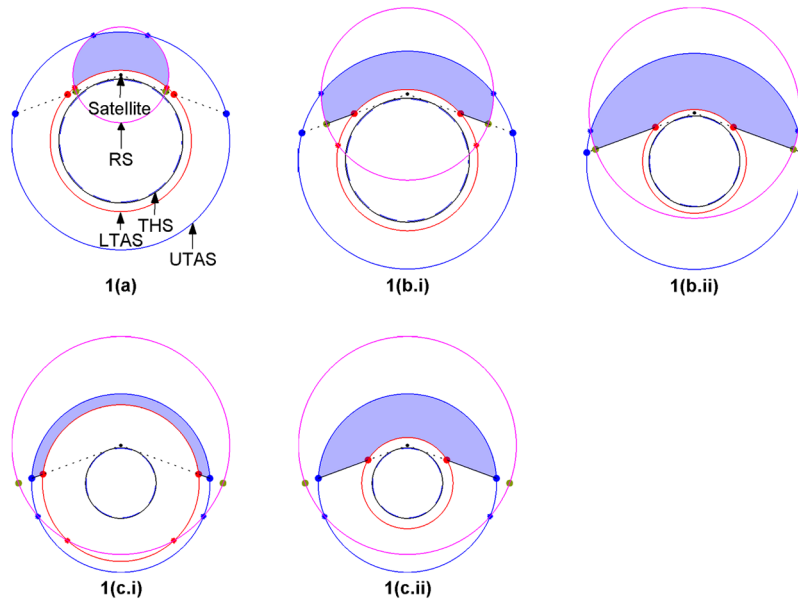 Satellite
RS
THS
LTAS
UTAS
1(a)
1(b.i)
1(b.ii)
1(c.i)
1(c.ii)